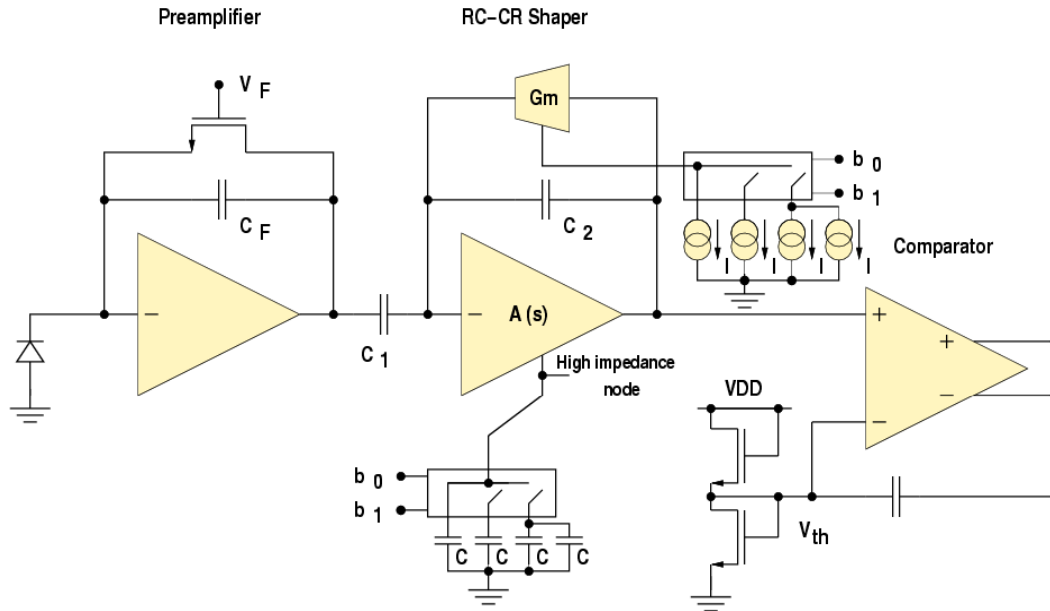 Preamplifier RC−CR Shaper
V F
Gm
b 0
b 1
C F
C 2
I I I I
Comparator
− − A (s) +
C 1
High impedance
node
+
−
VDD
−
b 0
b 1
V th
C C C C